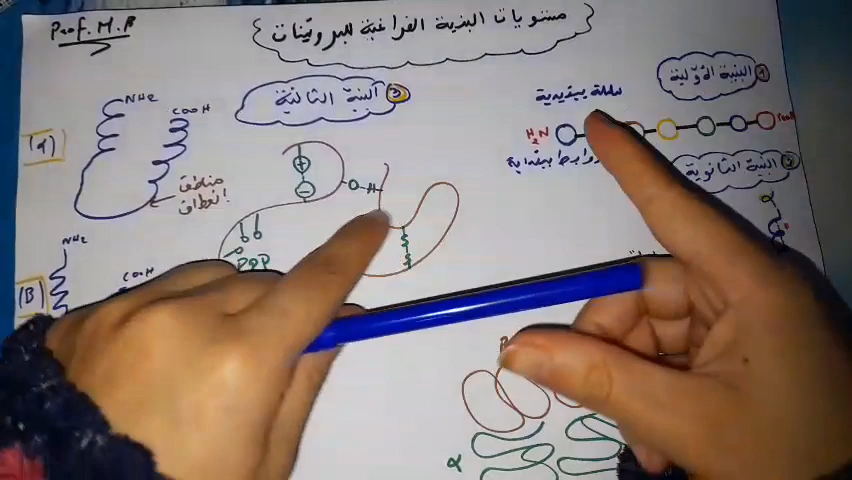 Prof. M.B
مستويات البنية الفراغية للبروتينات
البنية الأولية 1
سلسلة ببتيدية
H2N
COOH
روابط ببتيدية
البنية الثانوية 2
α
البنية الثالثية 3
NH2
COOH
(a)
مناطق
انعطاف!
+
-
O-H
NH2
(B)
α